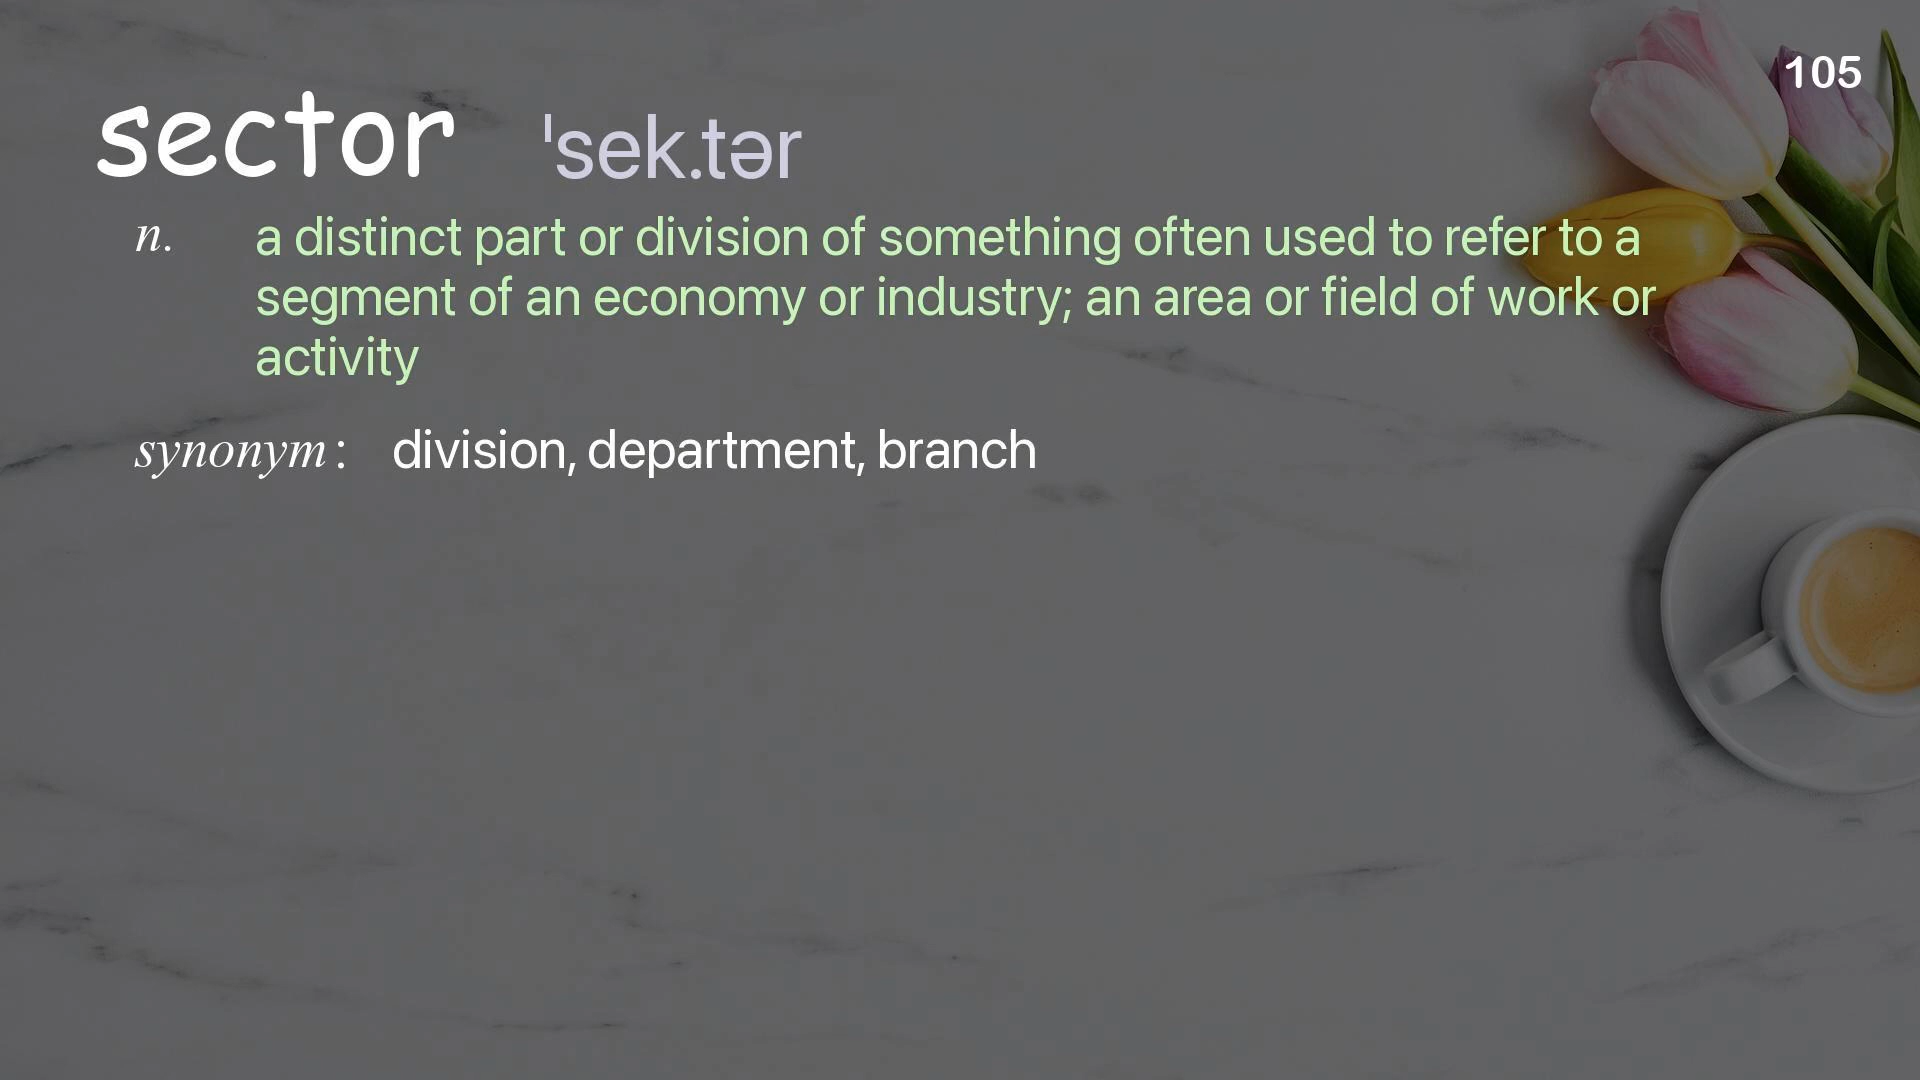 105
sector ˈsek.tər
n. a distinct part or division of something often used to refer to a
segment of an economy or industry; an area or field of work or
activity
synonym: division, department, branch